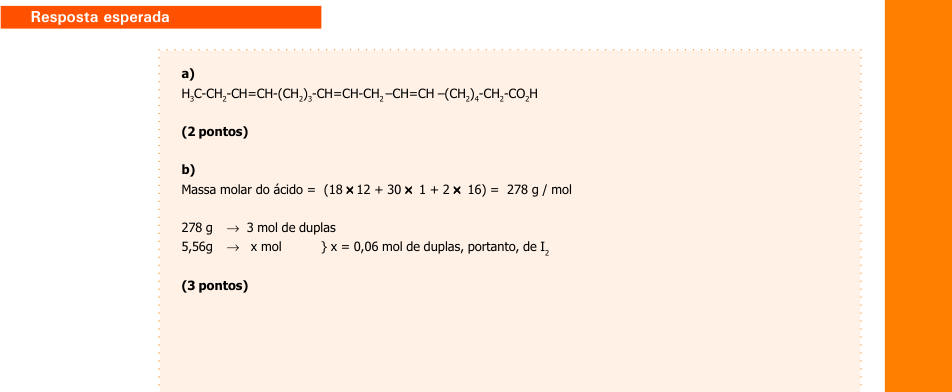 Resposta esperada
a)
H₃C-CH₂-CH=CH-(CH₂)₃-CH=CH-CH₂–CH=CH –(CH₂)₄-CH₂-CO₂H
(2 pontos)
b)
Massa molar do ácido = (18 × 12 + 30 × 1 + 2 × 16) = 278 g / mol
278 g → 3 mol de duplas
5,56g → x mol } x = 0,06 mol de duplas, portanto, de I₂
(3 pontos)